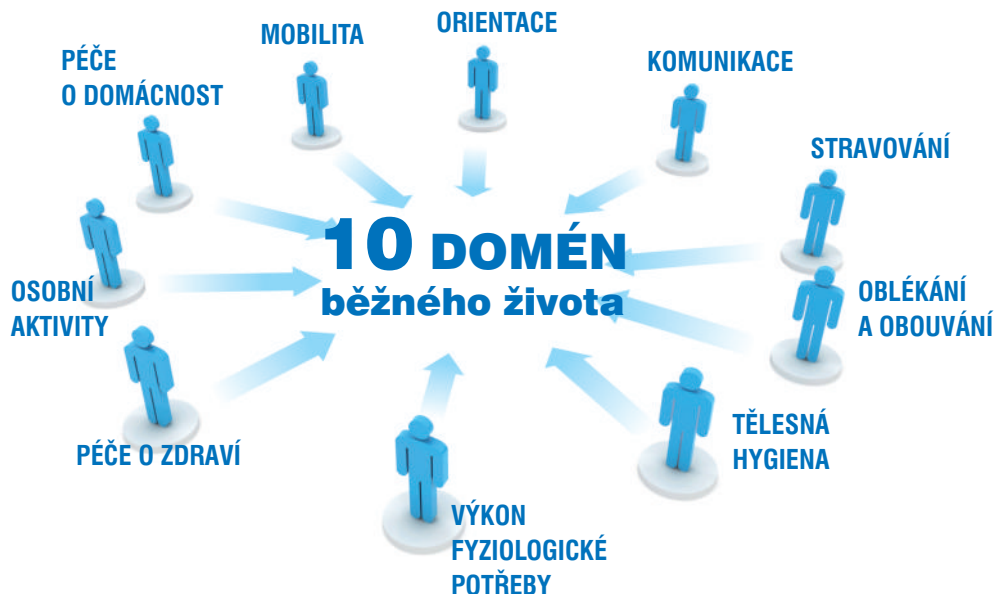 ORIENTACE
MOBILITA
KOMUNIKACE
PÉČE
O DOMÁCNOST
STRAVOVÁNÍ
10 DOMÉN
běžného života
OSOBNÍ
AKTIVITY
OBLÉKÁNÍ
A OBOUVÁNÍ
TĚLESNÁ
HYGIENA
PÉČE O ZDRAVÍ
VÝKON
FYZIOLOGICKÉ
POTŘEBY